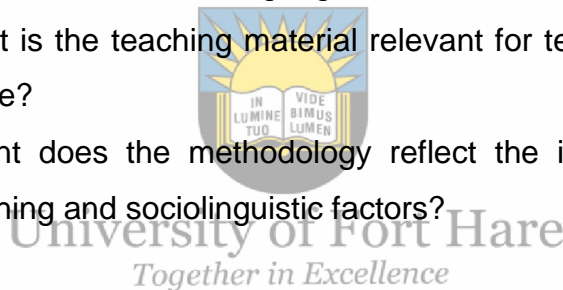 t is the teaching material relevant for te
e?
IN LUMINE TUO VIDE BIMUS LUMEN
nt does the methodology reflect the i
ning and sociolinguistic factors?
University of Fort Hare
Together in Excellence